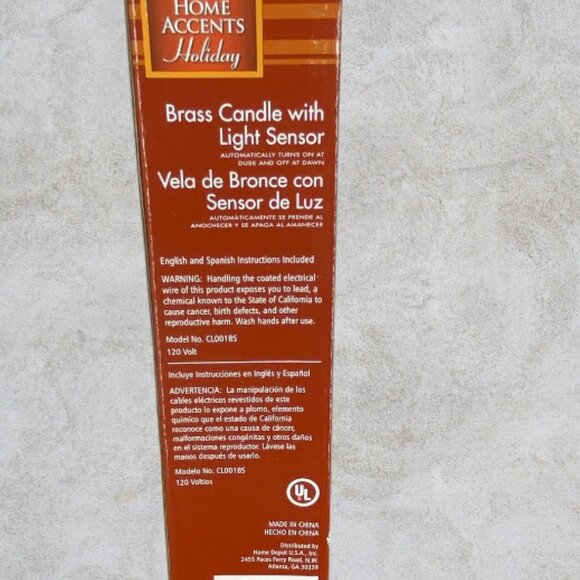 HOME
ACCENTS
Holiday
Brass Candle with
Light Sensor
AUTOMATICALLY TURNS ON AT
DUSK AND OFF AT DAWN
Vela de Bronce con
Sensor de Luz
AUTOMÁTICAMENTE SE PRENDE AL
ANOCHECER Y SE APAGA AL AMANECER
English and Spanish Instructions Included
WARNING: Handling the coated electrical
wire of this product exposes you to lead, a
chemical known to the State of California to
cause cancer, birth defects, and other
reproductive harm. Wash hands after use.
Model No. CL001BS
120 Volt
Incluye Instrucciones en Inglés y Español
ADVERTENCIA: La manipulación de los
cables eléctricos revestidos de este
producto lo expone a plomo, elemento
químico que el estado de California
reconoce como una causa de cáncer,
malformaciones congénitas y otros daños
en el sistema reproductor. Lávese las
manos después de usarlo.
Modelo No. CL001BS
120 Voltios
UL
MADE IN CHINA
HECHO EN CHINA
Distributed by
Home Depot U.S.A., Inc.
2455 Paces Ferry Road, N.W.
Atlanta, GA 30339